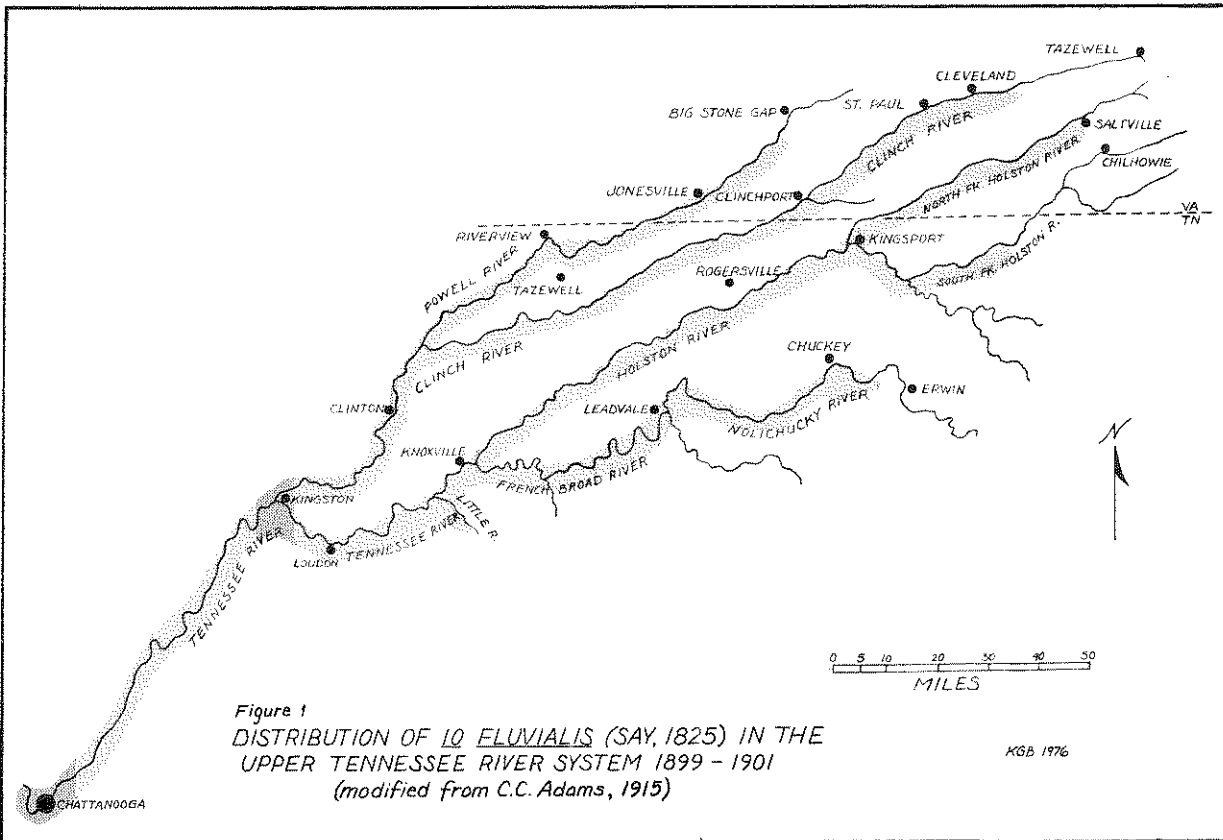 TAZEWELL
CLEVELAND
ST. PAUL
BIG STONE GAP
CLINCH RIVER
SALTVILLE
CHILHOWIE
NORTH FK. HOLSTON RIVER
JONESVILLE
CLINCHPORT
VA
TN
RIVERVIEW
KINGSPORT
POWELL RIVER
TAZEWELL
ROGERSVILLE
SOUTH FK. HOLSTON R.
CLINCH RIVER
HOLSTON RIVER
CHUCKEY
CLINTON
LEADVALE
ERWIN
NOLICHUCKY RIVER
KNOXVILLE
FRENCH BROAD RIVER
N
KINGSTON
LITTLE R.
TENNESSEE RIVER
LOUDON
TENNESSEE RIVER
0 5 10 20 30 40 50
MILES
Figure 1
DISTRIBUTION OF IO FLUVIALIS (SAY, 1825) IN THE
UPPER TENNESSEE RIVER SYSTEM 1899 - 1901
(modified from C.C. Adams, 1915)
KGB 1976
CHATTANOOGA